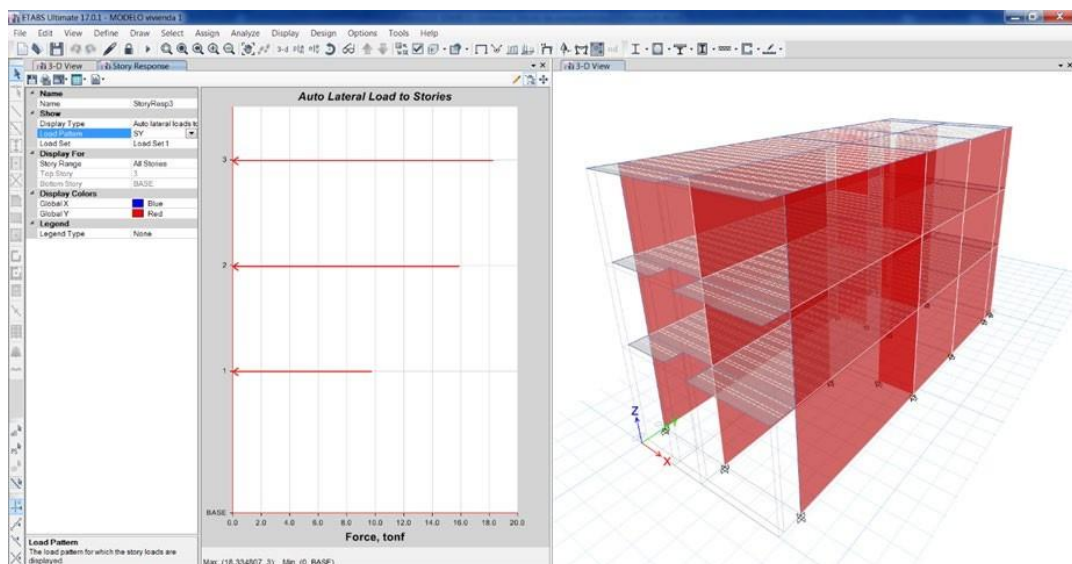 ETABS Ultimate 17.0.1 - MODELO vivienda 1
File Edit View Define Draw Select Assign Analyze Display Design Options Tools Help
3-D View
Story Response
Name
Name StoryResp3
Show
Display Type Auto lateral loads to
Load Pattern SY
Load Set Load Set 1
Display For
Story Range All Stories
Top Story 3
Bottom Story BASE
Display Colors
Global X Blue
Global Y Red
Legend
Legend Type None
Load Pattern
The load pattern for which the story loads are displayed
Auto Lateral Load to Stories
3
2
1
BASE
0.0 2.0 4.0 6.0 8.0 10.0 12.0 14.0 16.0 18.0 20.0
Force, tonf
Max: (18.334807, 3) Min: (0, BASE)
3-D View
Z
X